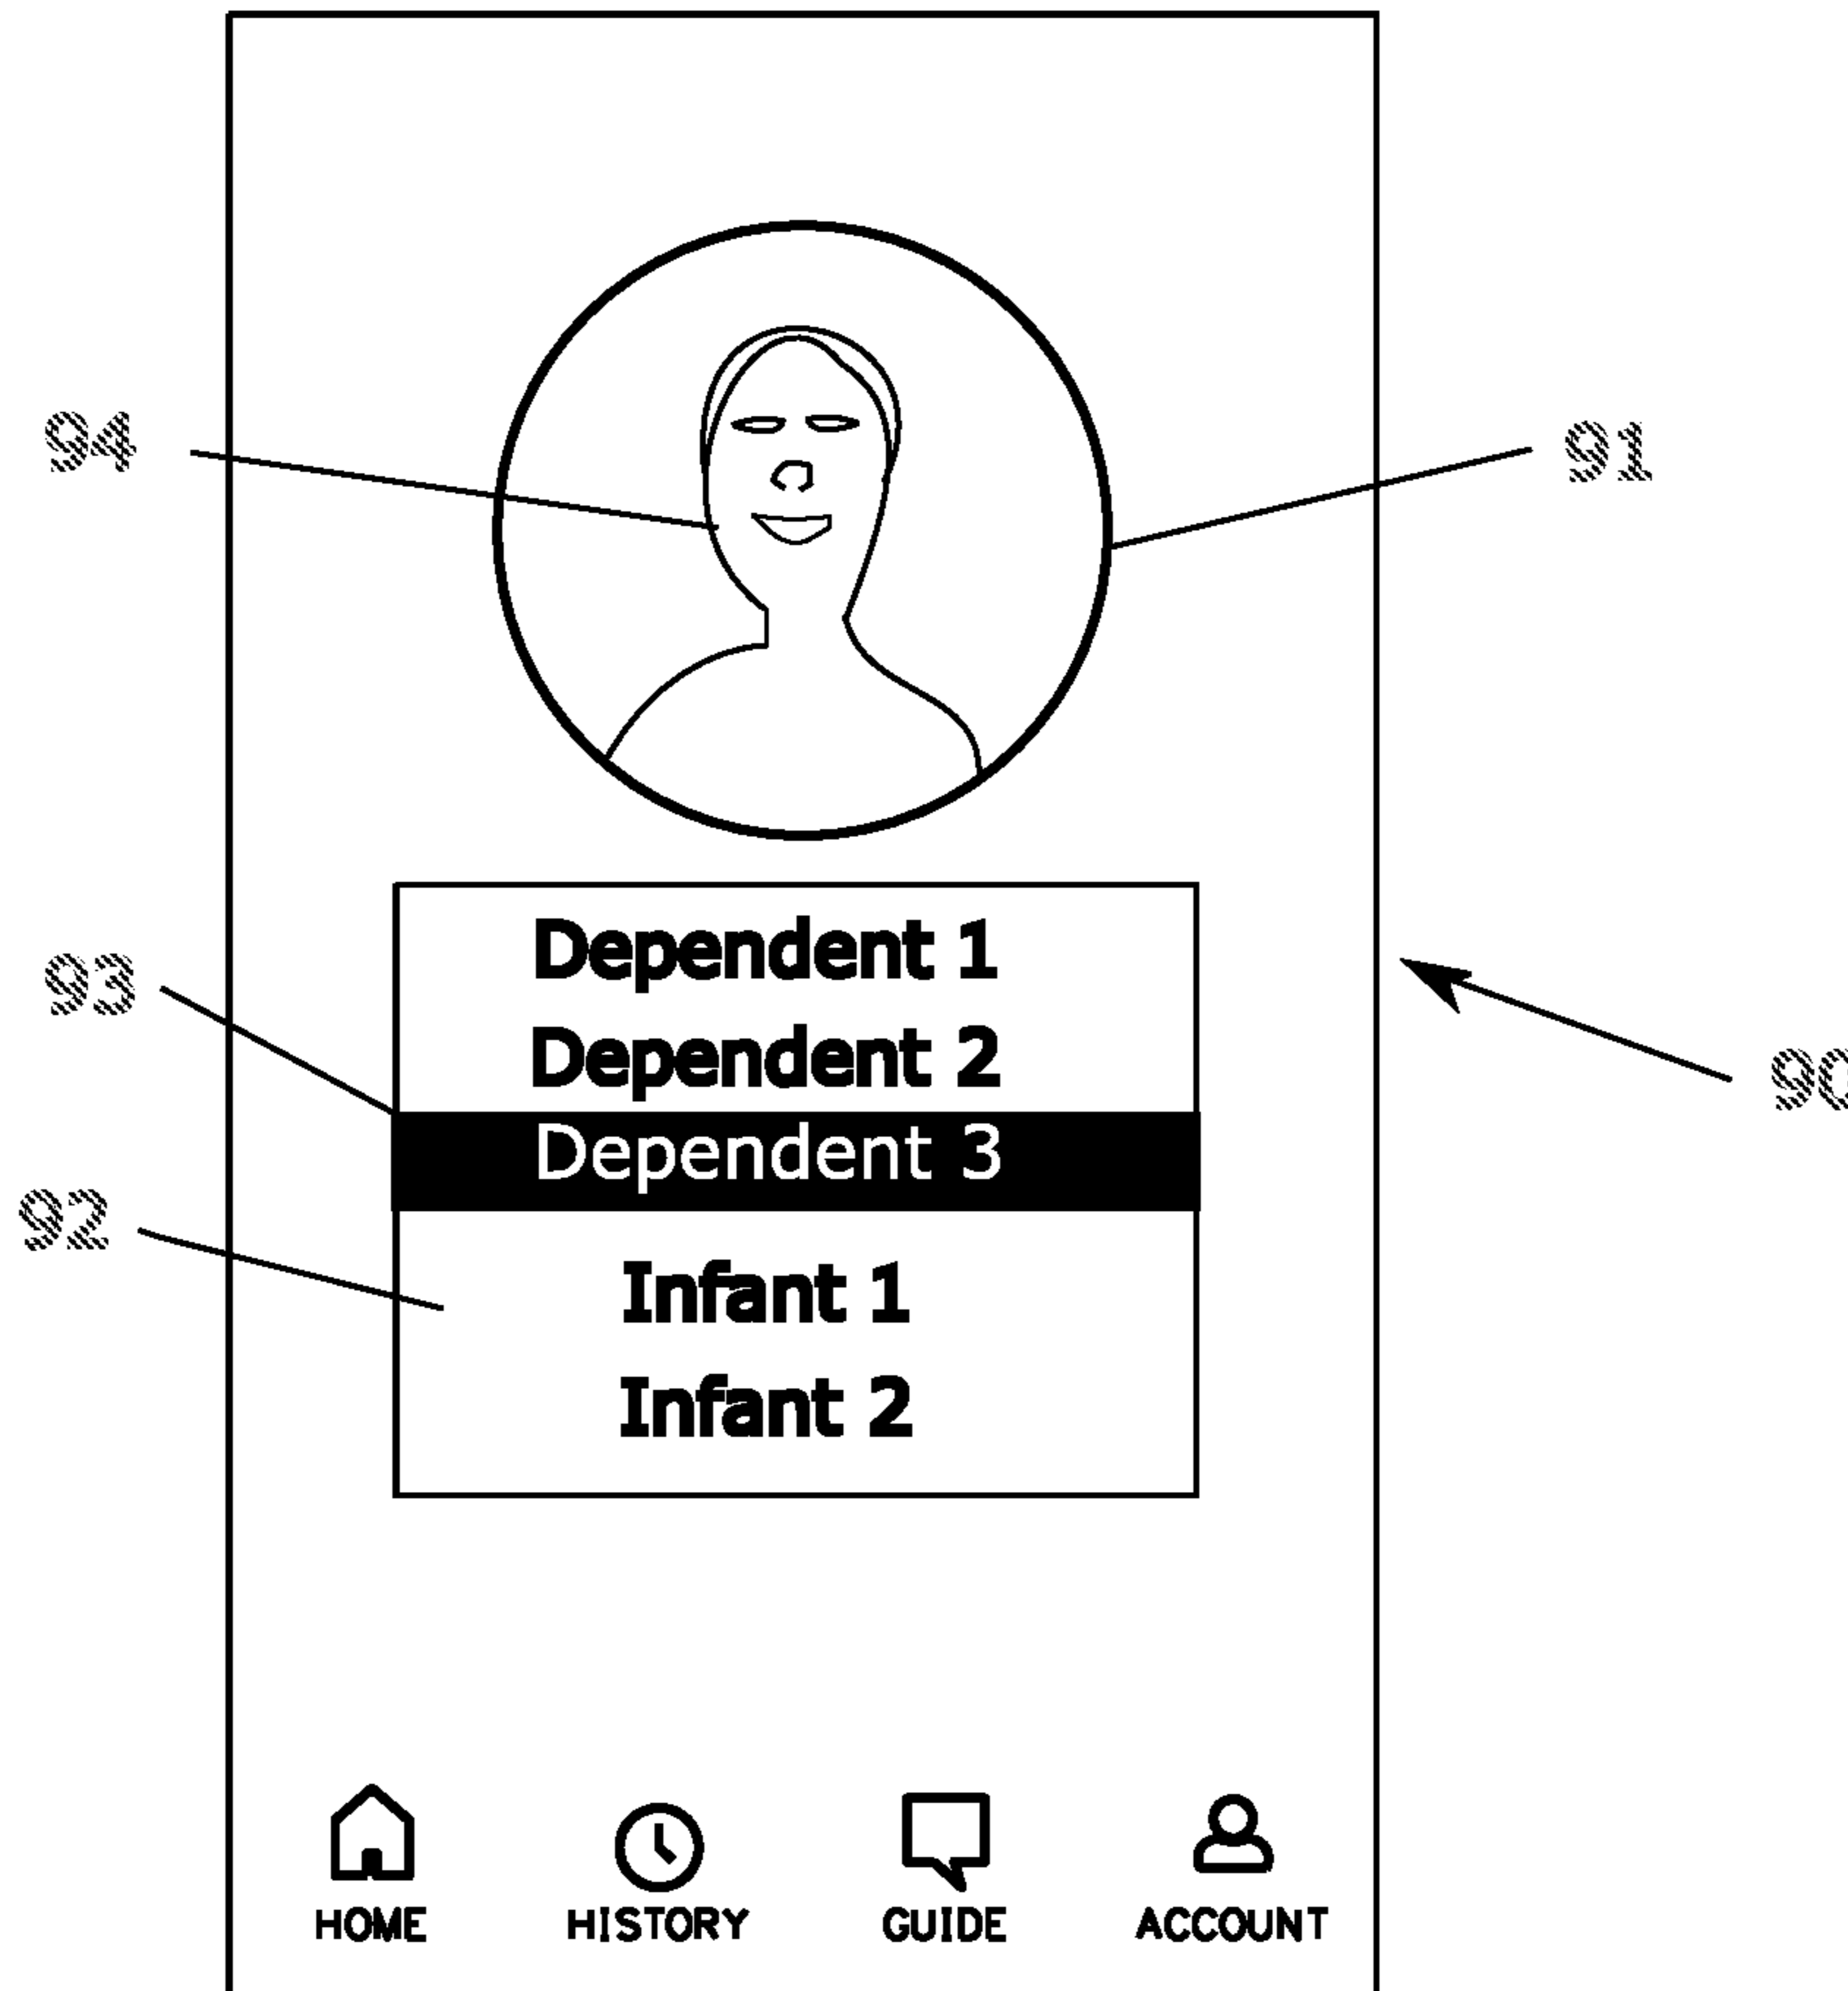 94
91
Dependent 1
93
Dependent 2
90
Dependent 3
92
Infant 1
Infant 2
HOME HISTORY GUIDE ACCOUNT